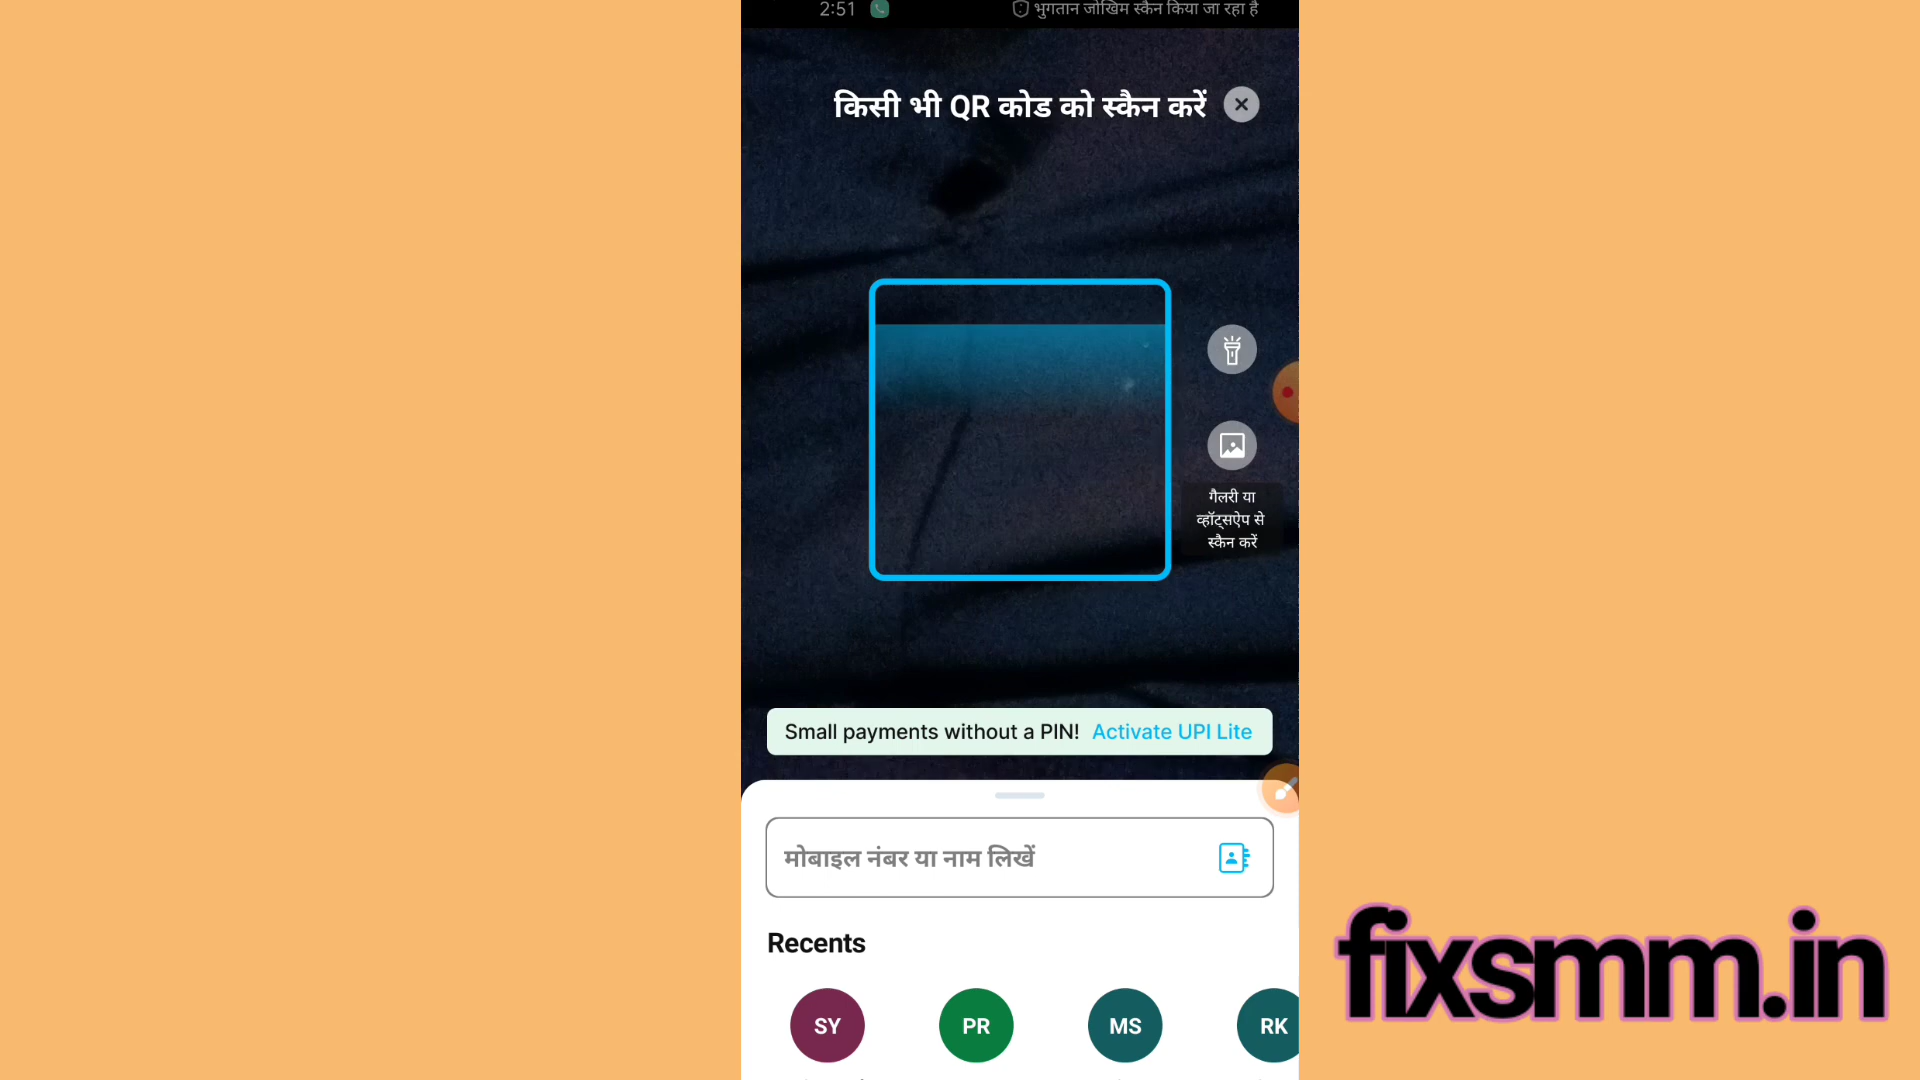 2:51
भुगतान जोखिम स्कैन किया जा रहा है
किसी भी QR कोड को स्कैन करें
गैलरी या
व्हॉट्सऐप से
स्कैन करें
Small payments without a PIN! Activate UPI Lite
मोबाइल नंबर या नाम लिखें
Recents
SY
PR
MS
RK
fixsmm.in